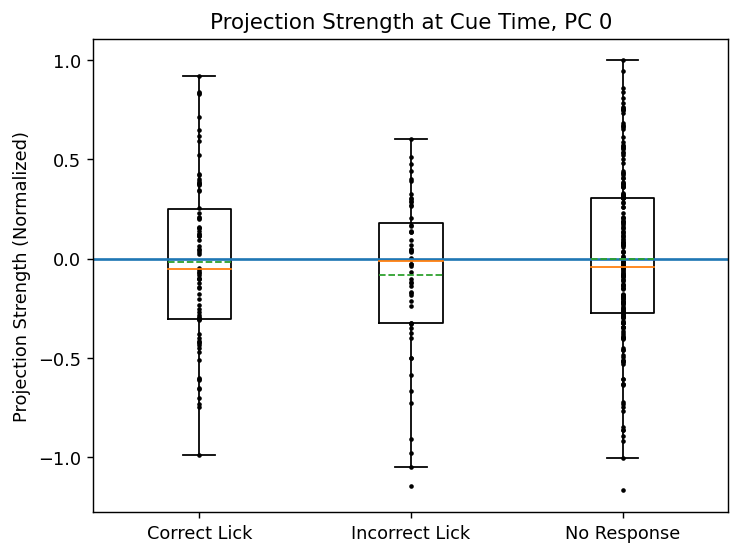 Projection Strength at Cue Time, PC 0
Projection Strength (Normalized)
1.0
0.5
0.0
−0.5
−1.0
Correct Lick
Incorrect Lick
No Response